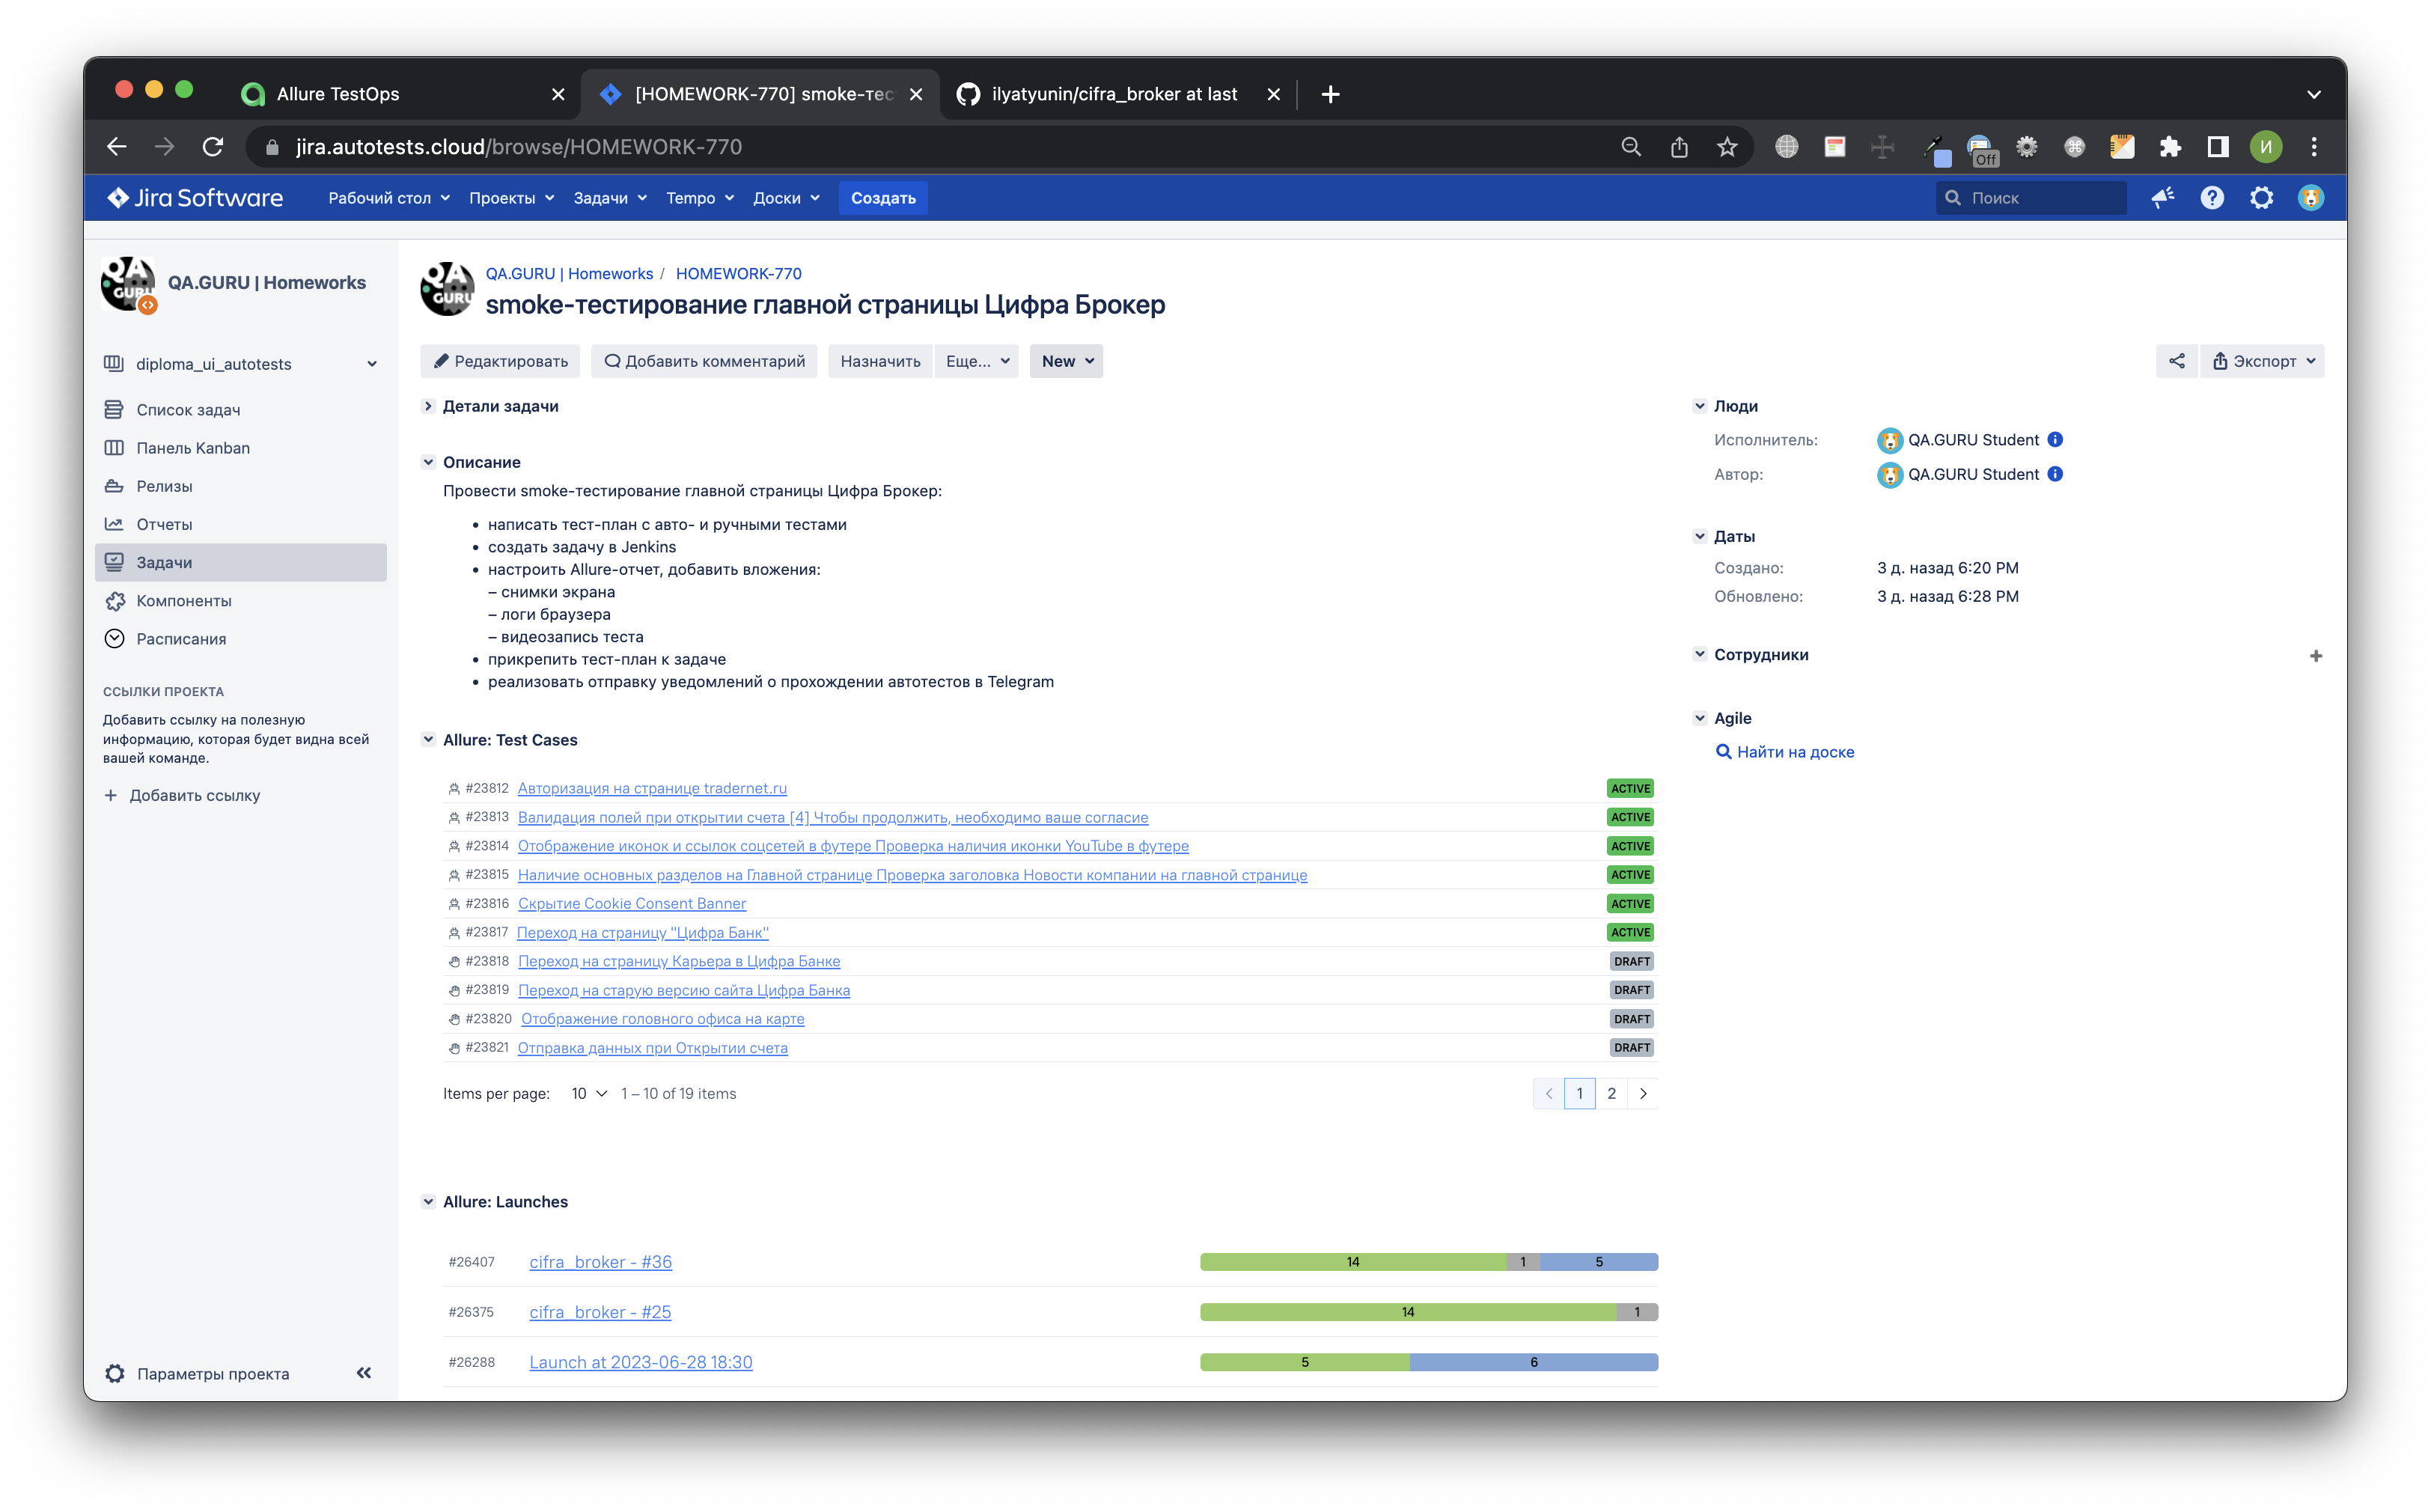 Allure TestOps
[HOMEWORK-770] smoke-тес
ilyatyunin/cifra_broker at last
jira.autotests.cloud/browse/HOMEWORK-770
Off
И
Jira Software
Рабочий стол
Проекты
Задачи
Tempo
Доски
Создать
Поиск
QA GURU
QA.GURU | Homeworks
diploma_ui_autotests
Список задач
Панель Kanban
Релизы
Отчеты
Задачи
Компоненты
Расписания
ССЫЛКИ ПРОЕКТА
Добавить ссылку на полезную
информацию, которая будет видна всей
вашей команде.
+ Добавить ссылку
Параметры проекта
QA GURU
QA.GURU | Homeworks / HOMEWORK-770
smoke-тестирование главной страницы Цифра Брокер
Редактировать
Добавить комментарий
Назначить
Еще...
New
Экспорт
Детали задачи
Описание
Провести smoke-тестирование главной страницы Цифра Брокер:
• написать тест-план с авто- и ручными тестами
• создать задачу в Jenkins
• настроить Allure-отчет, добавить вложения:
– снимки экрана
– логи браузера
– видеозапись теста
• прикрепить тест-план к задаче
• реализовать отправку уведомлений о прохождении автотестов в Telegram
Allure: Test Cases
#23812 Авторизация на странице tradernet.ru ACTIVE
#23813 Валидация полей при открытии счета [4] Чтобы продолжить, необходимо ваше согласие ACTIVE
#23814 Отображение иконок и ссылок соцсетей в футере Проверка наличия иконки YouTube в футере ACTIVE
#23815 Наличие основных разделов на Главной странице Проверка заголовка Новости компании на главной странице ACTIVE
#23816 Скрытие Cookie Consent Banner ACTIVE
#23817 Переход на страницу "Цифра Банк" ACTIVE
#23818 Переход на страницу Карьера в Цифра Банке DRAFT
#23819 Переход на старую версию сайта Цифра Банка DRAFT
#23820 Отображение головного офиса на карте DRAFT
#23821 Отправка данных при Открытии счета DRAFT
Items per page: 10 1 – 10 of 19 items
1 2
Allure: Launches
#26407 cifra_broker - #36 14 1 5
#26375 cifra_broker - #25 14 1
#26288 Launch at 2023-06-28 18:30 5 6
Люди
Исполнитель: QA.GURU Student
Автор: QA.GURU Student
Даты
Создано: 3 д. назад 6:20 PM
Обновлено: 3 д. назад 6:28 PM
Сотрудники
Agile
Найти на доске